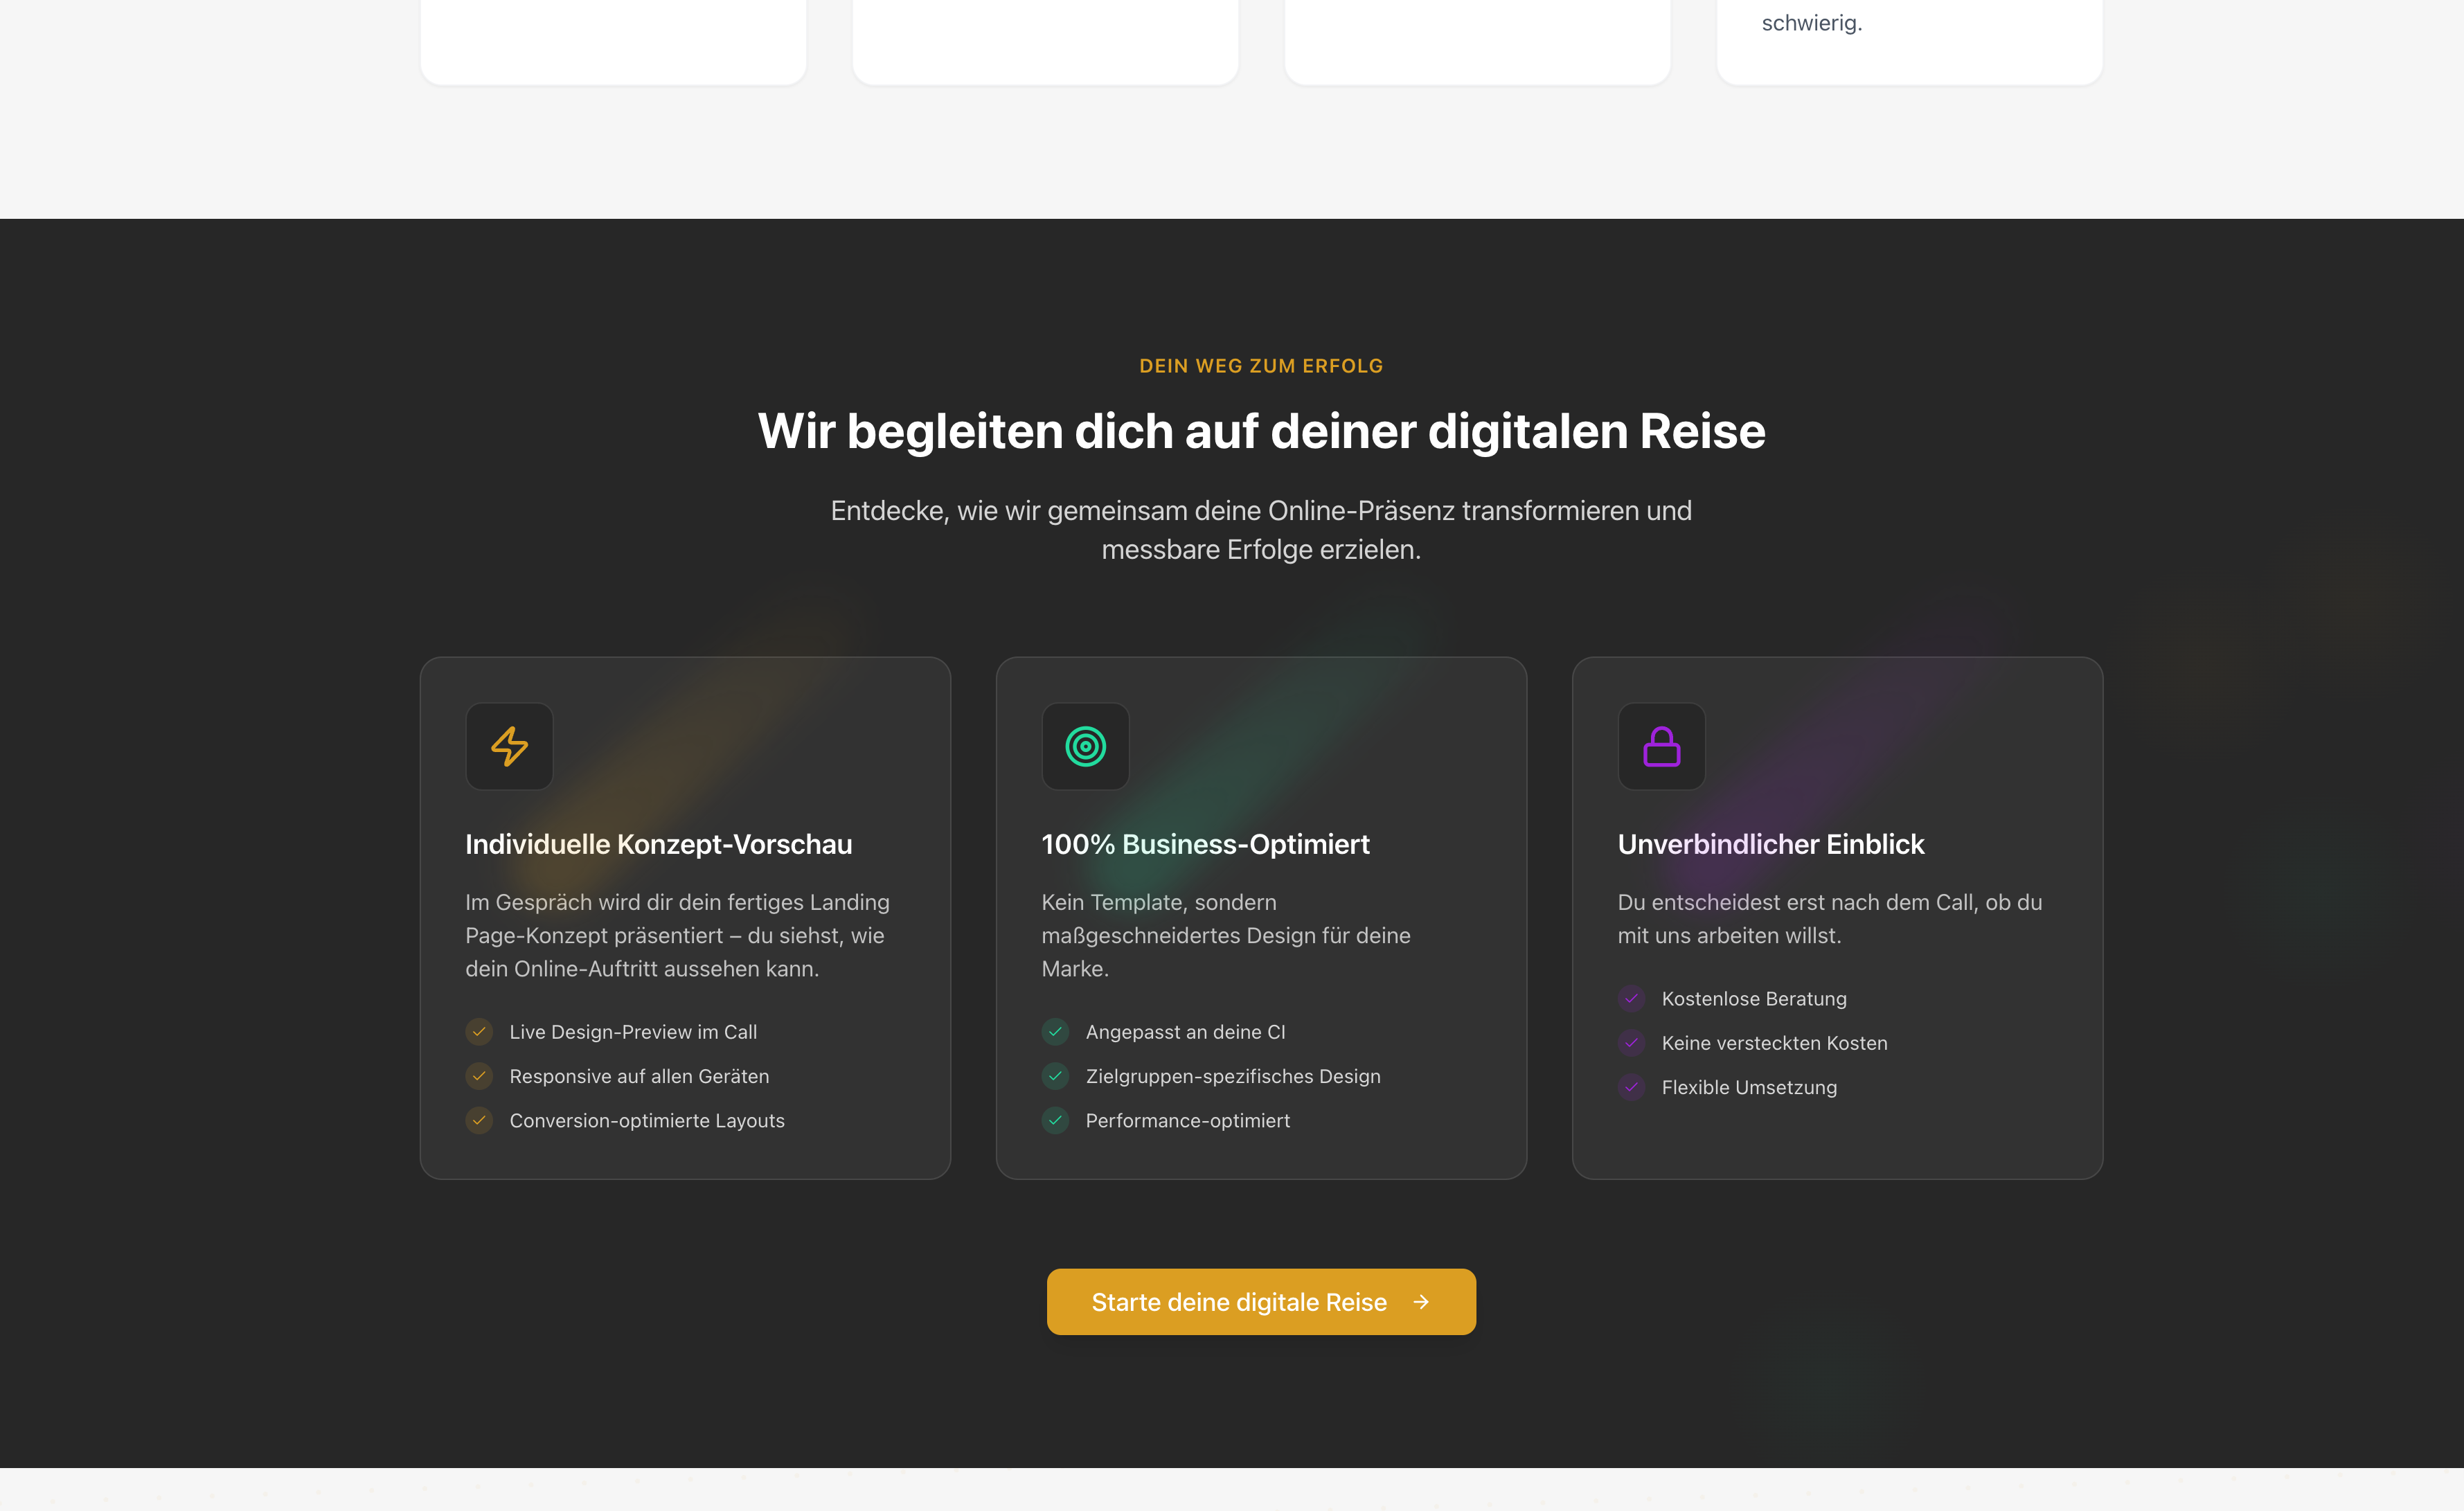 schwierig.
DEIN WEG ZUM ERFOLG
Wir begleiten dich auf deiner digitalen Reise
Entdecke, wie wir gemeinsam deine Online-Präsenz transformieren und
messbare Erfolge erzielen.
Individuelle Konzept-Vorschau
Im Gespräch wird dir dein fertiges Landing
Page-Konzept präsentiert – du siehst, wie
dein Online-Auftritt aussehen kann.
Live Design-Preview im Call
Responsive auf allen Geräten
Conversion-optimierte Layouts
100% Business-Optimiert
Kein Template, sondern
maßgeschneidertes Design für deine
Marke.
Angepasst an deine CI
Zielgruppen-spezifisches Design
Performance-optimiert
Unverbindlicher Einblick
Du entscheidest erst nach dem Call, ob du
mit uns arbeiten willst.
Kostenlose Beratung
Keine versteckten Kosten
Flexible Umsetzung
Starte deine digitale Reise